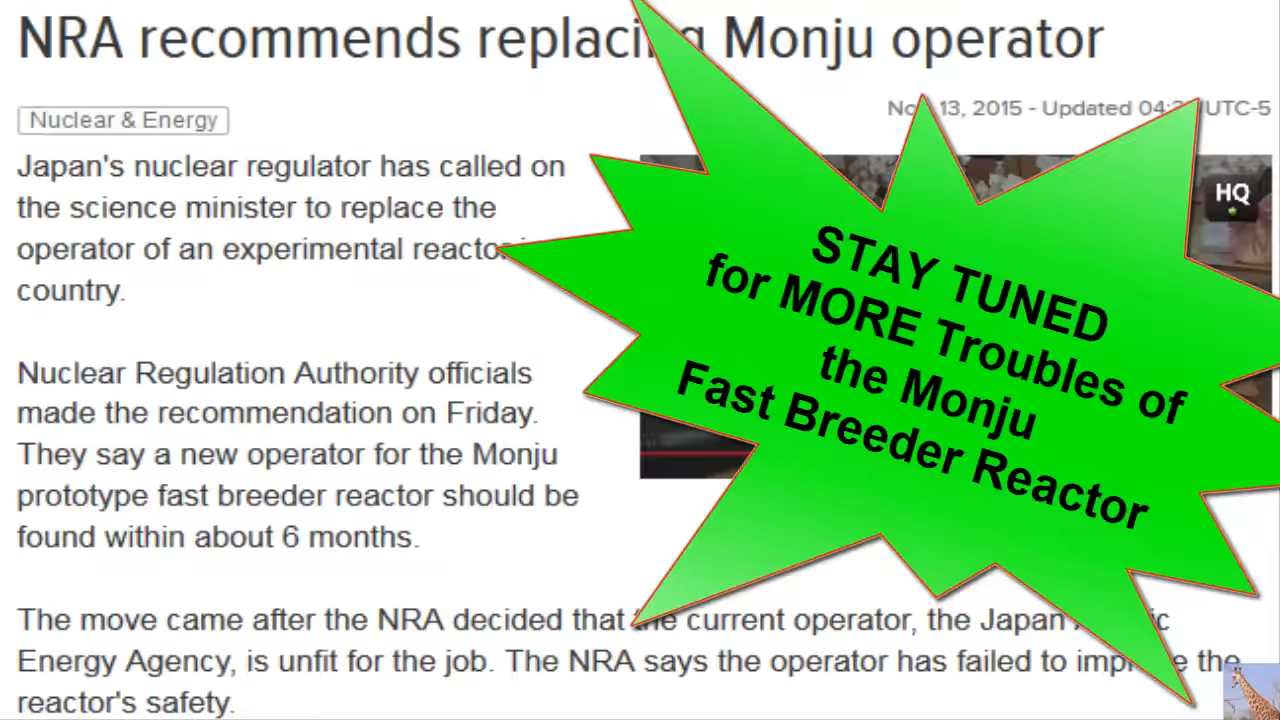 NRA recommends replacing Monju operator
Nuclear & Energy
Nov 13, 2015 - Updated 04: UTC-5
Japan's nuclear regulator has called on
the science minister to replace the
operator of an experimental reactor
country.
HQ
STAY TUNED
for MORE Troubles of
the Monju
Fast Breeder Reactor
Nuclear Regulation Authority officials
made the recommendation on Friday.
They say a new operator for the Monju
prototype fast breeder reactor should be
found within about 6 months.
The move came after the NRA decided that the current operator, the Japan
Energy Agency, is unfit for the job. The NRA says the operator has failed to improve the
reactor's safety.